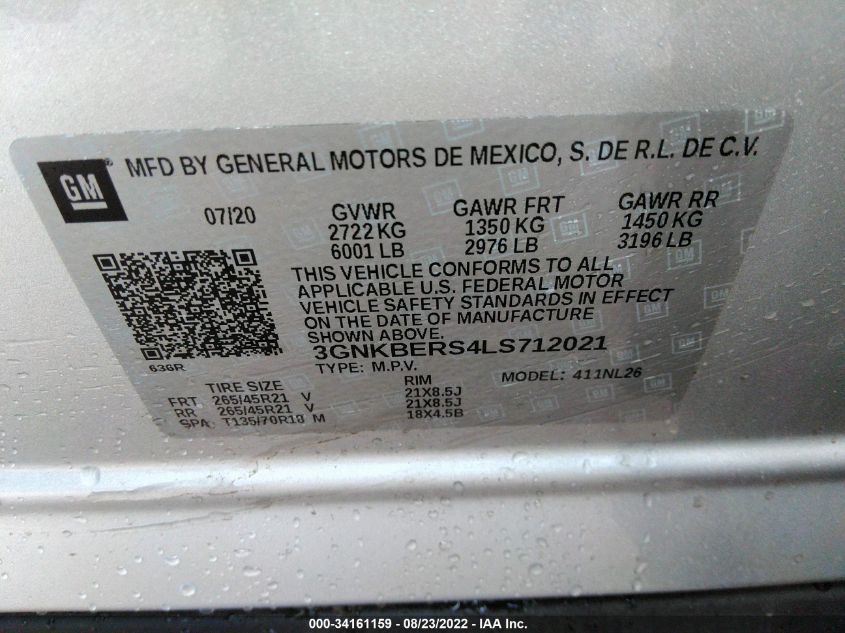 GM
MFD BY GENERAL MOTORS DE MEXICO, S. DE R.L. DE C.V.
07/20 GVWR GAWR FRT GAWR RR
2722 KG 1350 KG 1450 KG
6001 LB 2976 LB 3196 LB
THIS VEHICLE CONFORMS TO ALL
APPLICABLE U.S. FEDERAL MOTOR
VEHICLE SAFETY STANDARDS IN EFFECT
ON THE DATE OF MANUFACTURE
SHOWN ABOVE.
3GNKBERS4LS712021
636R
TYPE: M.P.V. MODEL: 411NL26
TIRE SIZE RIM
FRT 265/45R21 V 21X8.5J
RR 265/45R21 V 21X8.5J
SPA T135/70R18 M 18X4.5B
000-34161159 - 08/23/2022 - IAA Inc.